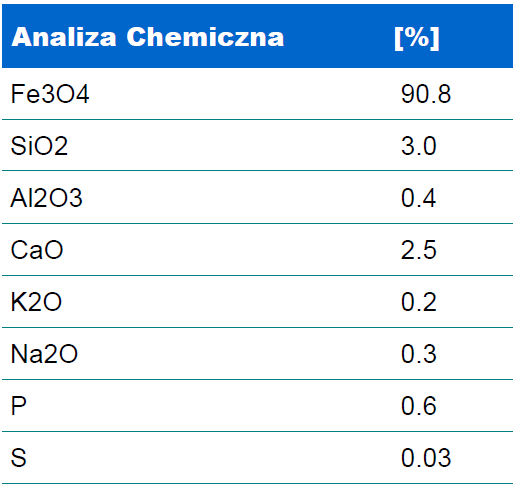 Analiza Chemiczna [%]
Fe3O4 90.8
SiO2 3.0
Al2O3 0.4
CaO 2.5
K2O 0.2
Na2O 0.3
P 0.6
S 0.03